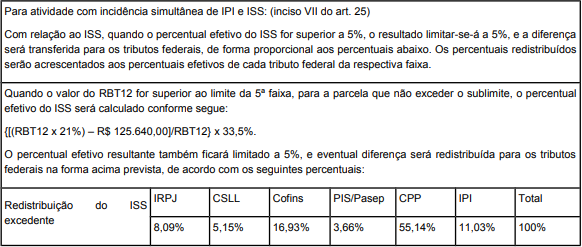 Para atividade com incidência simultânea de IPI e ISS: (inciso VII do art. 25)
Com relação ao ISS, quando o percentual efetivo do ISS for superior a 5%, o resultado limitar-se-á a 5%, e a diferença
será transferida para os tributos federais, de forma proporcional aos percentuais abaixo. Os percentuais redistribuídos
serão acrescentados aos percentuais efetivos de cada tributo federal da respectiva faixa.
Quando o valor do RBT12 for superior ao limite da 5ª faixa, para a parcela que não exceder o sublimite, o percentual
efetivo do ISS será calculado conforme segue:
{[(RBT12 x 21%) – R$ 125.640,00]/RBT12} x 33,5%.
O percentual efetivo resultante também ficará limitado a 5%, e eventual diferença será redistribuída para os tributos
federais na forma acima prevista, de acordo com os seguintes percentuais:
Redistribuição do ISS
excedente
IRPJ CSLL Cofins PIS/Pasep CPP IPI Total
8,09% 5,15% 16,93% 3,66% 55,14% 11,03% 100%